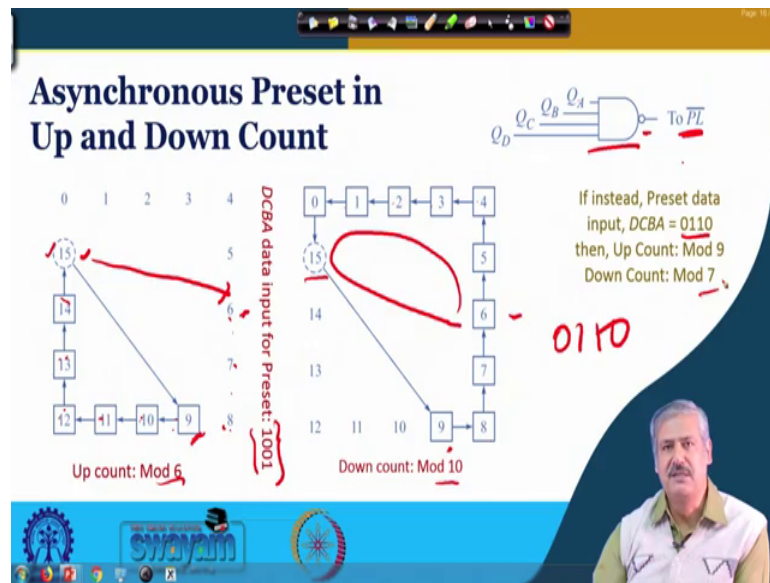 Page 16
Asynchronous Preset in
Up and Down Count
Q_D Q_C Q_B Q_A To \overline{PL}
If instead, Preset data
input, DCBA = 0110
then, Up Count: Mod 9
Down Count: Mod 7
0110
0 1 2 3 4
15 5
14 6
13 7
12 11 10 9 8
Up count: Mod 6
DCBA data input for Preset: 1001
0 1 2 3 4
15 5
14 6
13 7
12 11 10 9 8
Down count: Mod 10
swayam